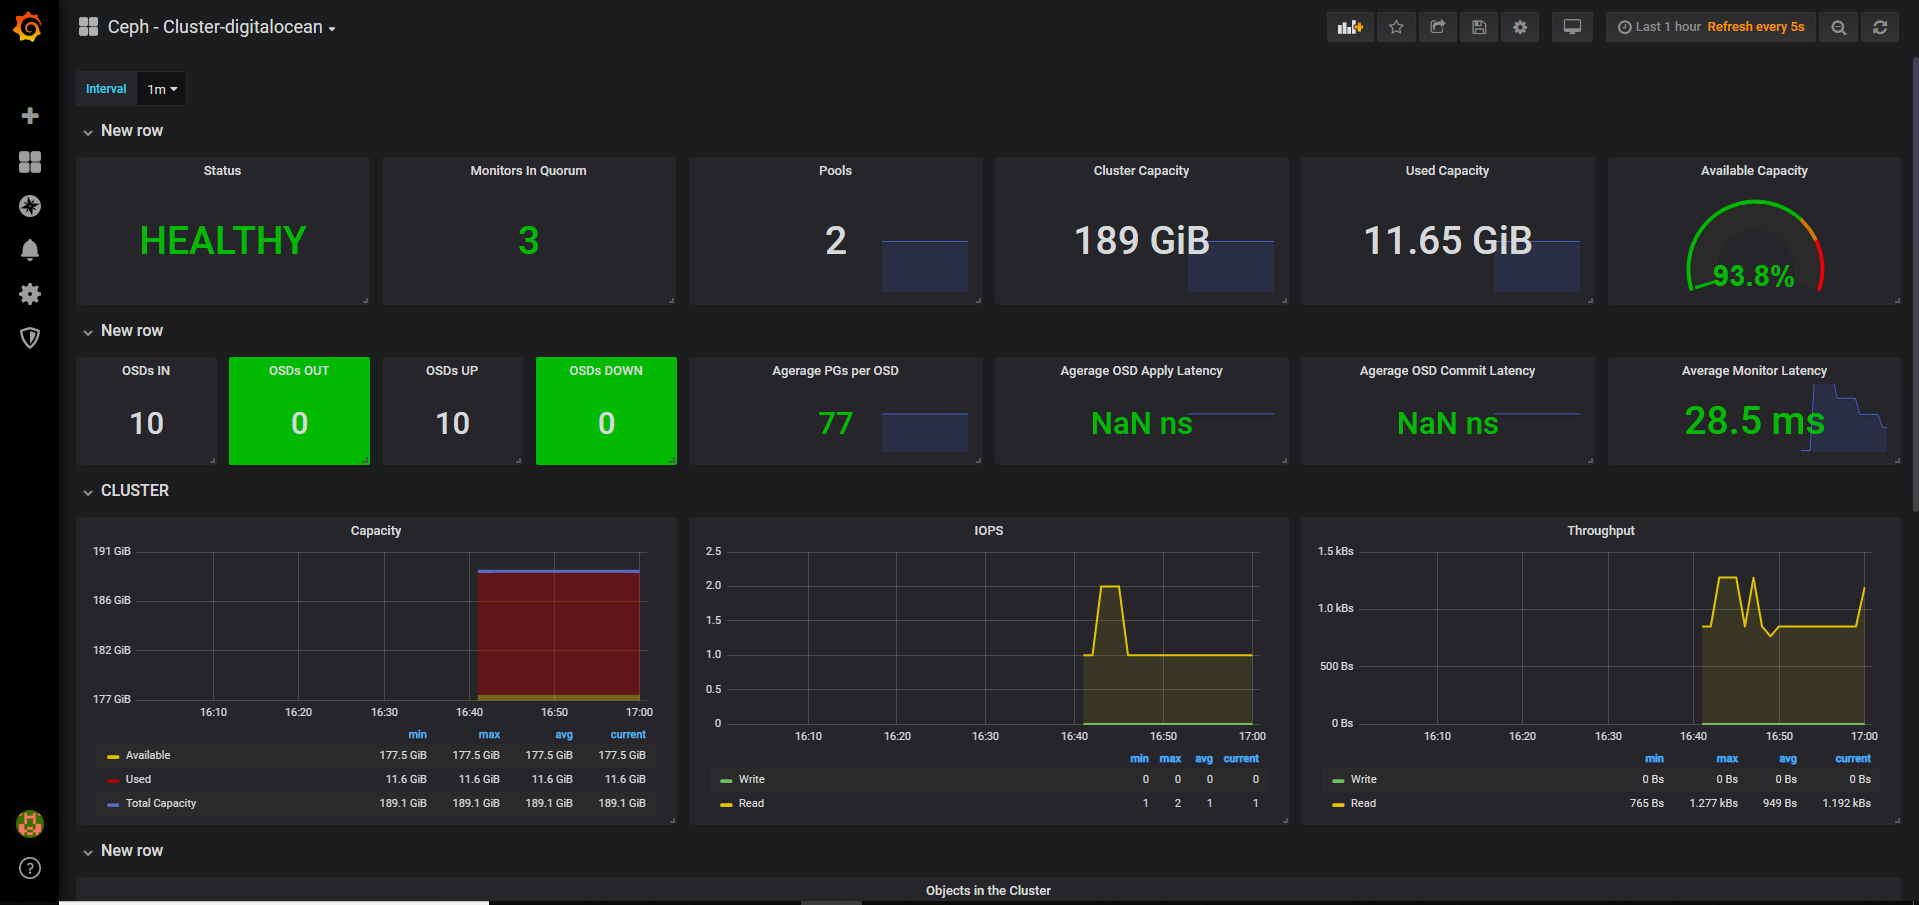 Ceph - Cluster-digitalocean
Last 1 hour Refresh every 5s
Interval 1m
New row
Status
HEALTHY
Monitors In Quorum
3
Pools
2
Cluster Capacity
189 GiB
Used Capacity
11.65 GiB
Available Capacity
93.8%
New row
OSDs IN
10
OSDs OUT
0
OSDs UP
10
OSDs DOWN
0
Agerage PGs per OSD
77
Agerage OSD Apply Latency
NaN ns
Agerage OSD Commit Latency
NaN ns
Average Monitor Latency
28.5 ms
CLUSTER
Capacity
191 GiB
186 GiB
182 GiB
177 GiB
16:10 16:20 16:30 16:40 16:50 17:00
min max avg current
Available 177.5 GiB 177.5 GiB 177.5 GiB 177.5 GiB
Used 11.6 GiB 11.6 GiB 11.6 GiB 11.6 GiB
Total Capacity 189.1 GiB 189.1 GiB 189.1 GiB 189.1 GiB
IOPS
2.5
2.0
1.5
1.0
0.5
0
16:10 16:20 16:30 16:40 16:50 17:00
min max avg current
Write 0 0 0 0
Read 1 2 1 1
Throughput
1.5 kBs
1.0 kBs
500 Bs
0 Bs
16:10 16:20 16:30 16:40 16:50 17:00
min max avg current
Write 0 Bs 0 Bs 0 Bs 0 Bs
Read 765 Bs 1.277 kBs 949 Bs 1.192 kBs
New row
Objects in the Cluster